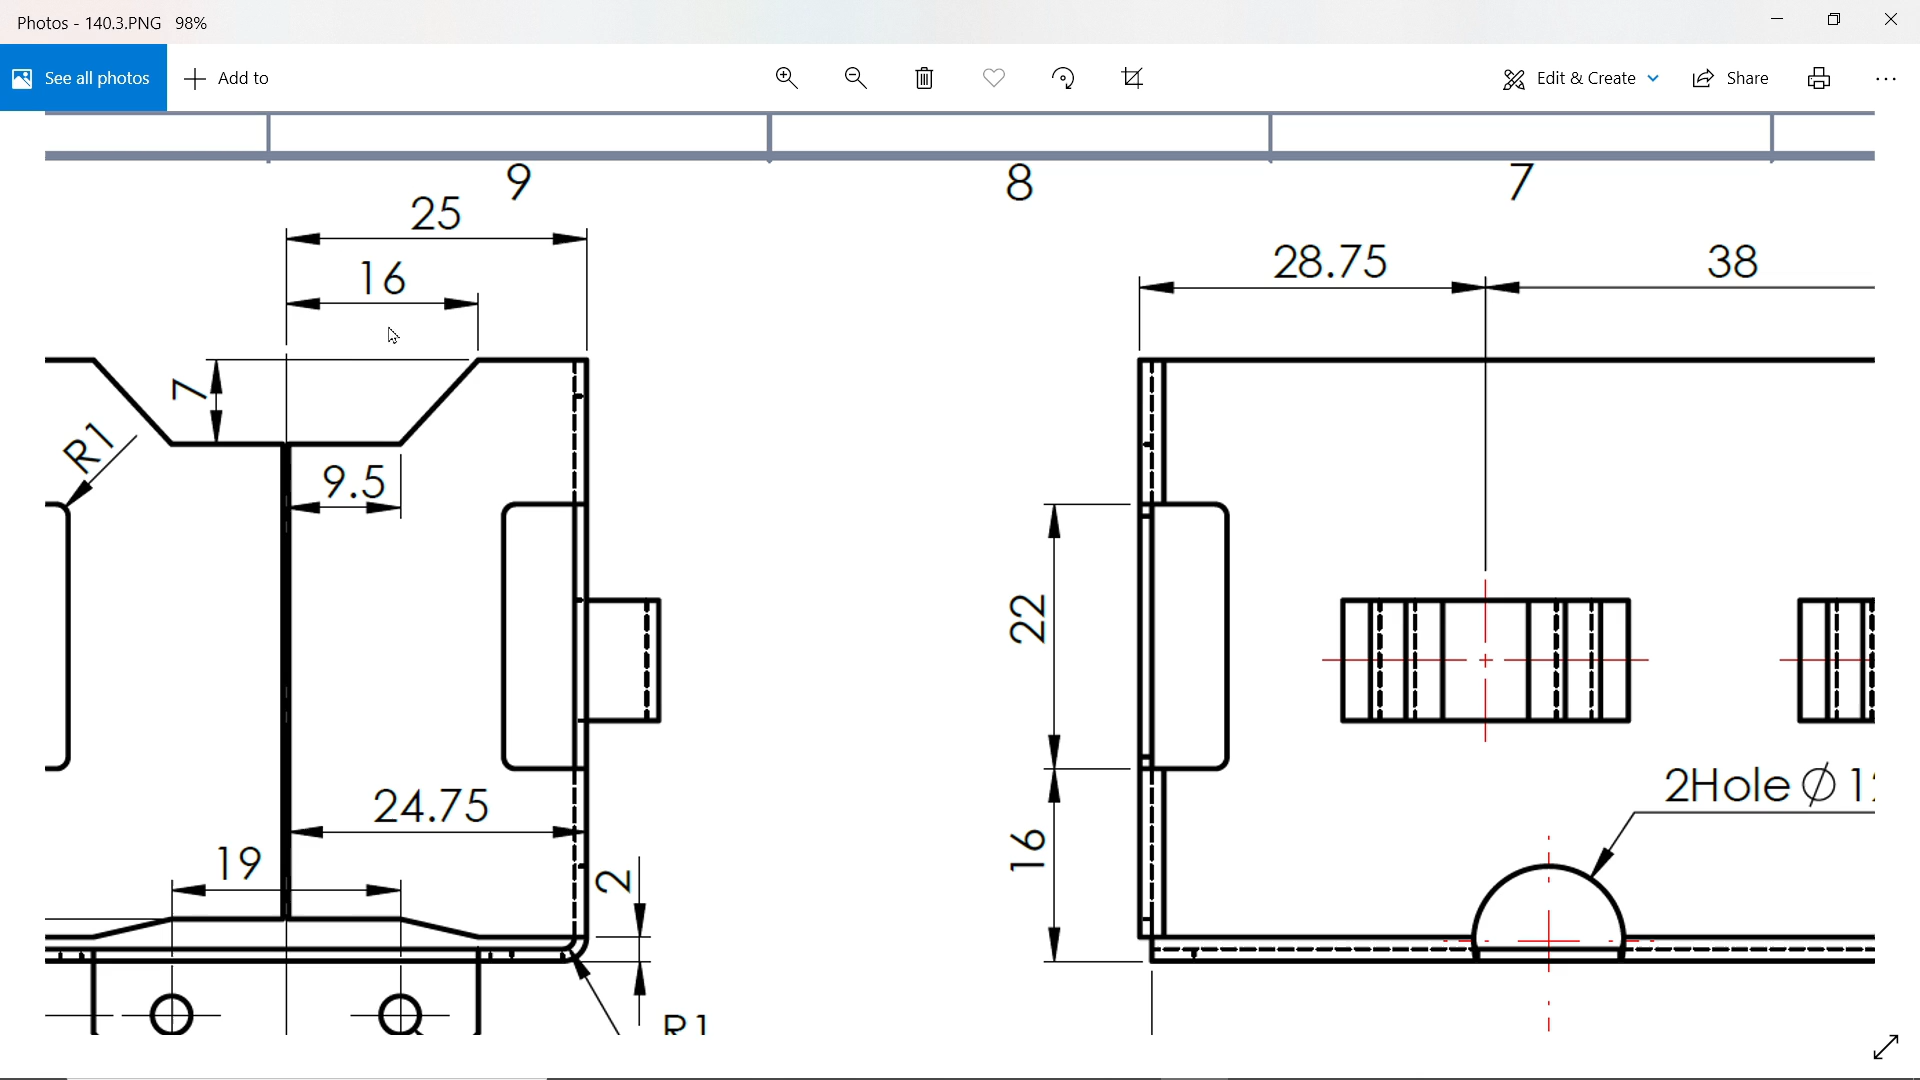 Photos - 140.3.PNG 98%
See all photos
Add to
Edit & Create
Share
9
8
7
25
16
28.75
38
7
R1
9.5
22
2Hole Ø 1
24.75
19
2
16
R1